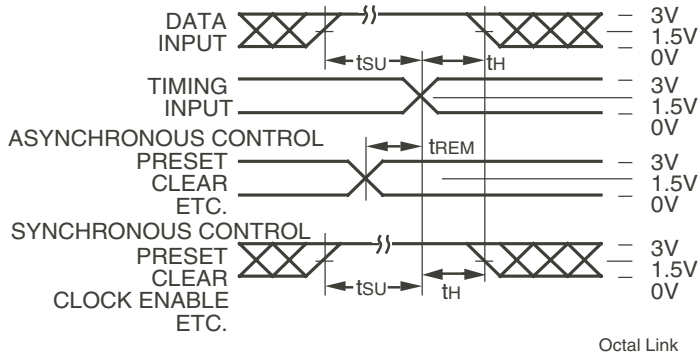 DATA INPUT
3V
1.5V
0V
tSU
tH
TIMING INPUT
3V
1.5V
0V
ASYNCHRONOUS CONTROL
tREM
PRESET
CLEAR
ETC.
3V
1.5V
0V
SYNCHRONOUS CONTROL
PRESET
CLEAR
CLOCK ENABLE
ETC.
3V
1.5V
0V
tSU
tH
Octal Link